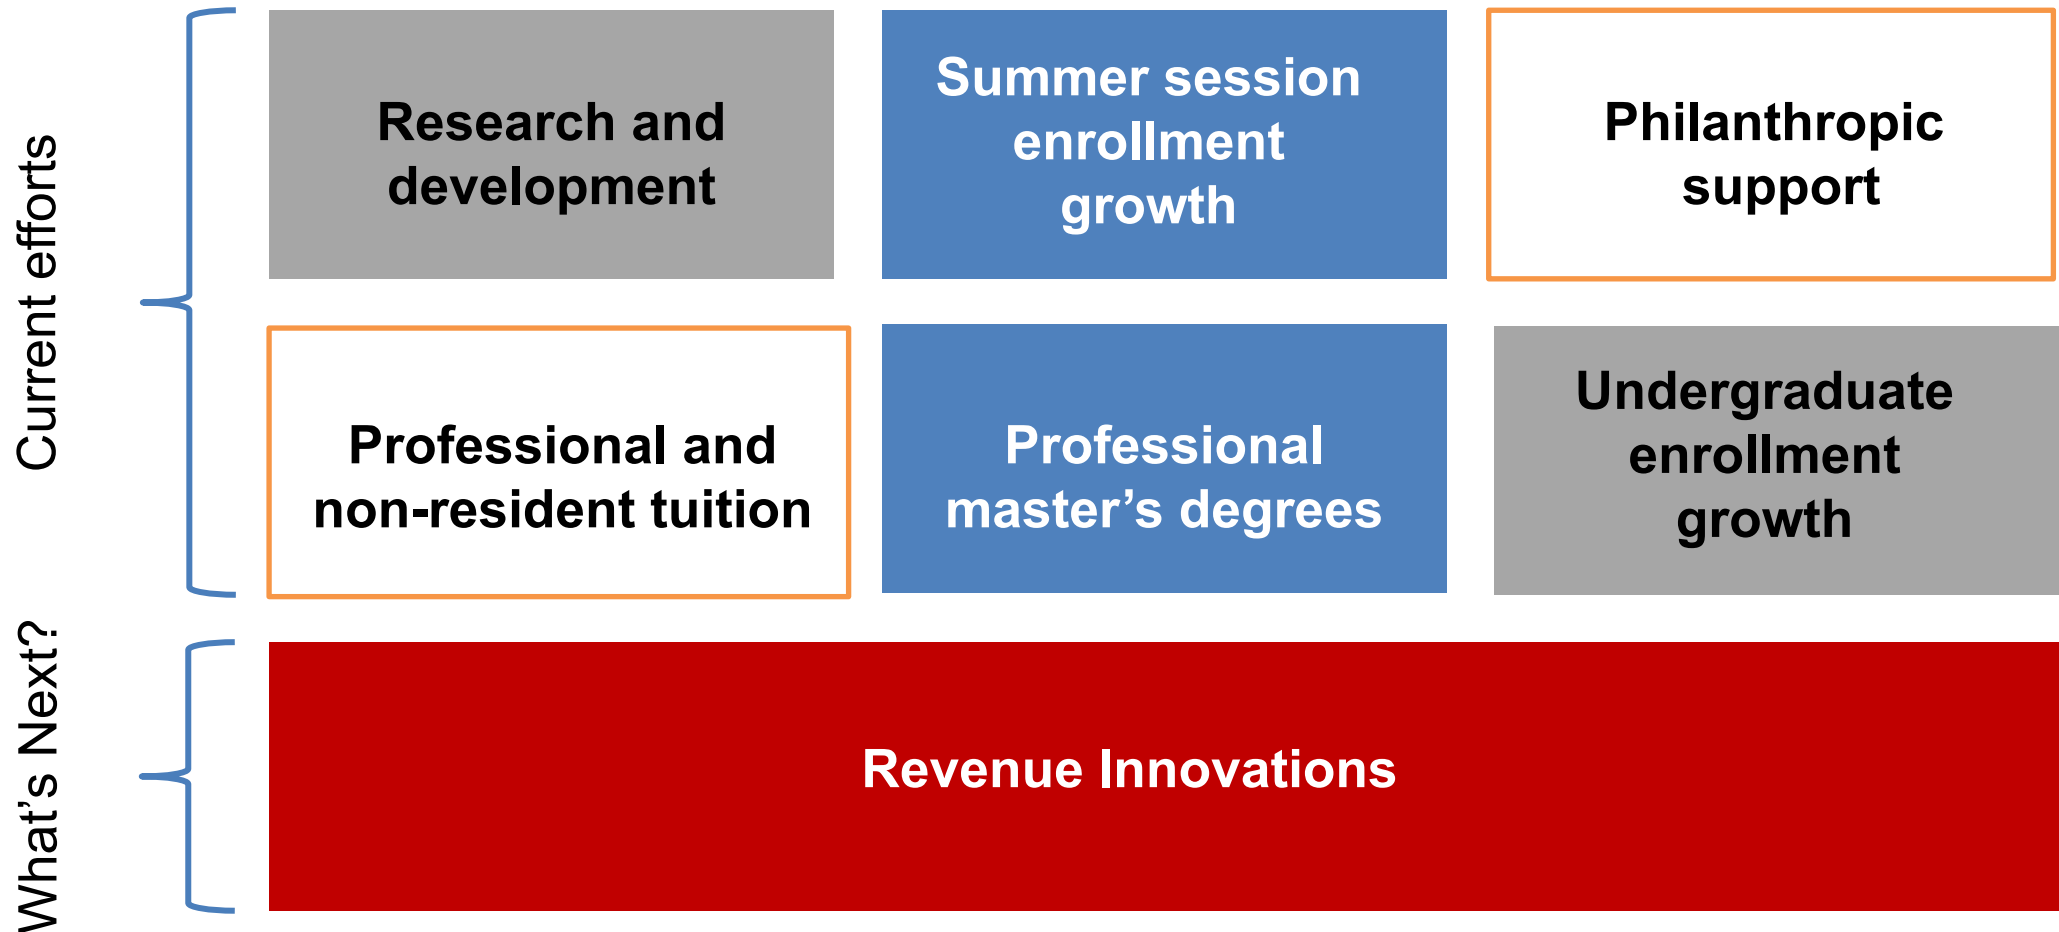 Current efforts
Research and
development
Summer session
enrollment
growth
Philanthropic
support
Professional and
non-resident tuition
Professional
master’s degrees
Undergraduate
enrollment
growth
What’s Next?
Revenue Innovations